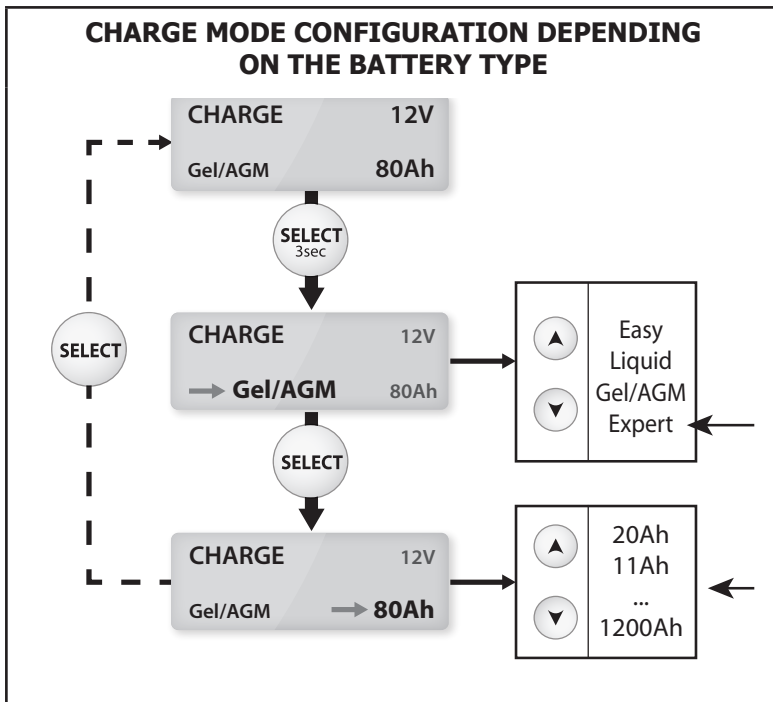 CHARGE MODE CONFIGURATION DEPENDING
ON THE BATTERY TYPE
CHARGE 12V
Gel/AGM 80Ah
SELECT
3sec
SELECT
CHARGE 12V
Gel/AGM 80Ah
Easy
Liquid
Gel/AGM
Expert
SELECT
CHARGE 12V
Gel/AGM 80Ah
20Ah
11Ah
...
1200Ah